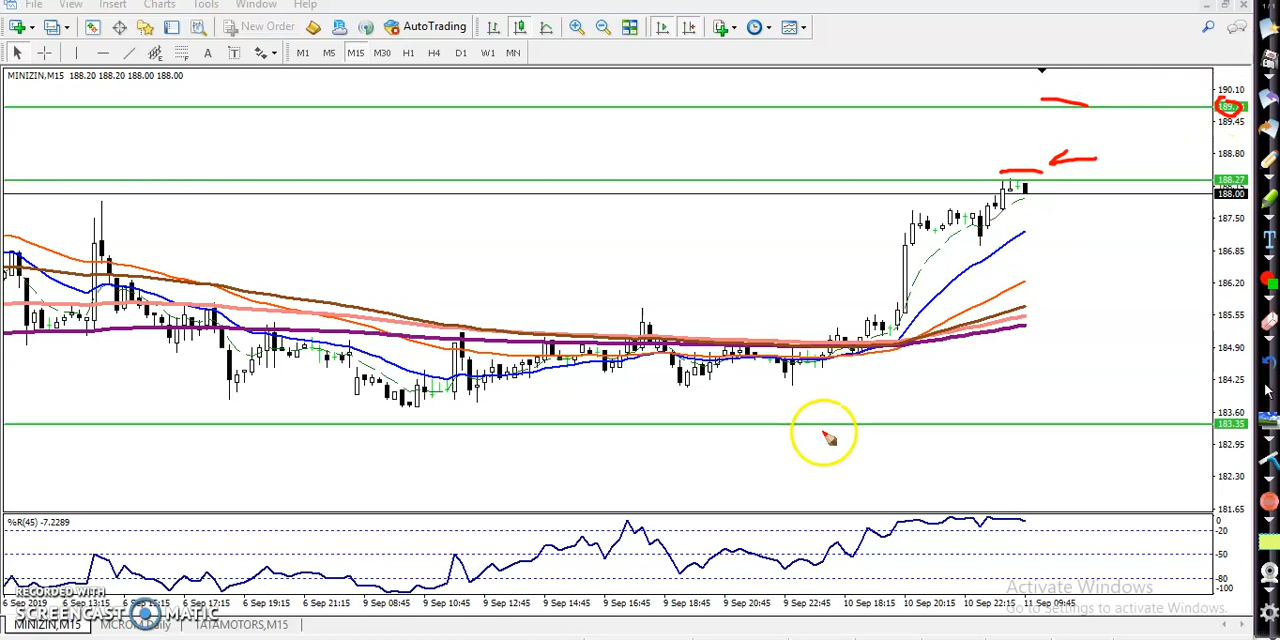 File View Insert Charts Tools Window Help
New Order AutoTrading
M1 M5 M15 M30 H1 H4 D1 W1 MN
MINIZIN,M15 188.20 188.20 188.00 188.00
190.10
189.45
188.80
188.27
188.00
187.50
186.85
186.20
185.55
184.90
184.25
183.60
183.35
182.95
182.30
181.65
%R(45) -7.2289
0
-20
-50
-80
-100
Activate Windows
Go to Settings to activate Windows.
RECORDED WITH
SCREENCAST MATIC
6 Sep 2019 6 Sep 13:15 6 Sep 15:15 6 Sep 17:15 6 Sep 19:15 6 Sep 21:15 9 Sep 08:45 9 Sep 10:45 9 Sep 12:45 9 Sep 14:45 9 Sep 16:45 9 Sep 18:45 9 Sep 20:45 9 Sep 22:45 10 Sep 18:15 10 Sep 20:15 10 Sep 22:15 11 Sep 09:45
MINIZIN,M15 MCROM,Daily TATAMOTORS,M15